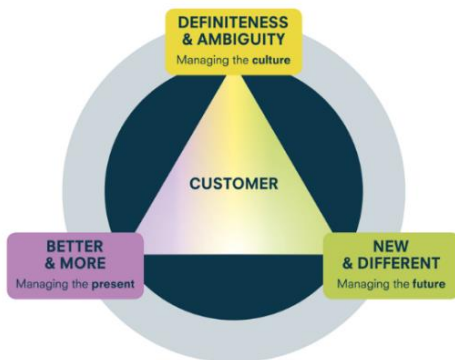 DEFINITENESS
& AMBIGUITY
Managing the culture
CUSTOMER
BETTER
& MORE
Managing the present
NEW
& DIFFERENT
Managing the future